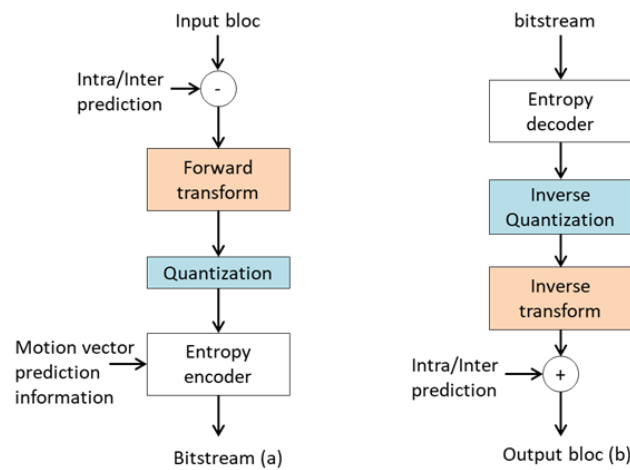 Input bloc
Intra/Inter
prediction
-
Forward
transform
Quantization
Motion vector
prediction
information
Entropy
encoder
Bitstream (a)
bitstream
Entropy
decoder
Inverse
Quantization
Inverse
transform
Intra/Inter
prediction
+
Output bloc (b)